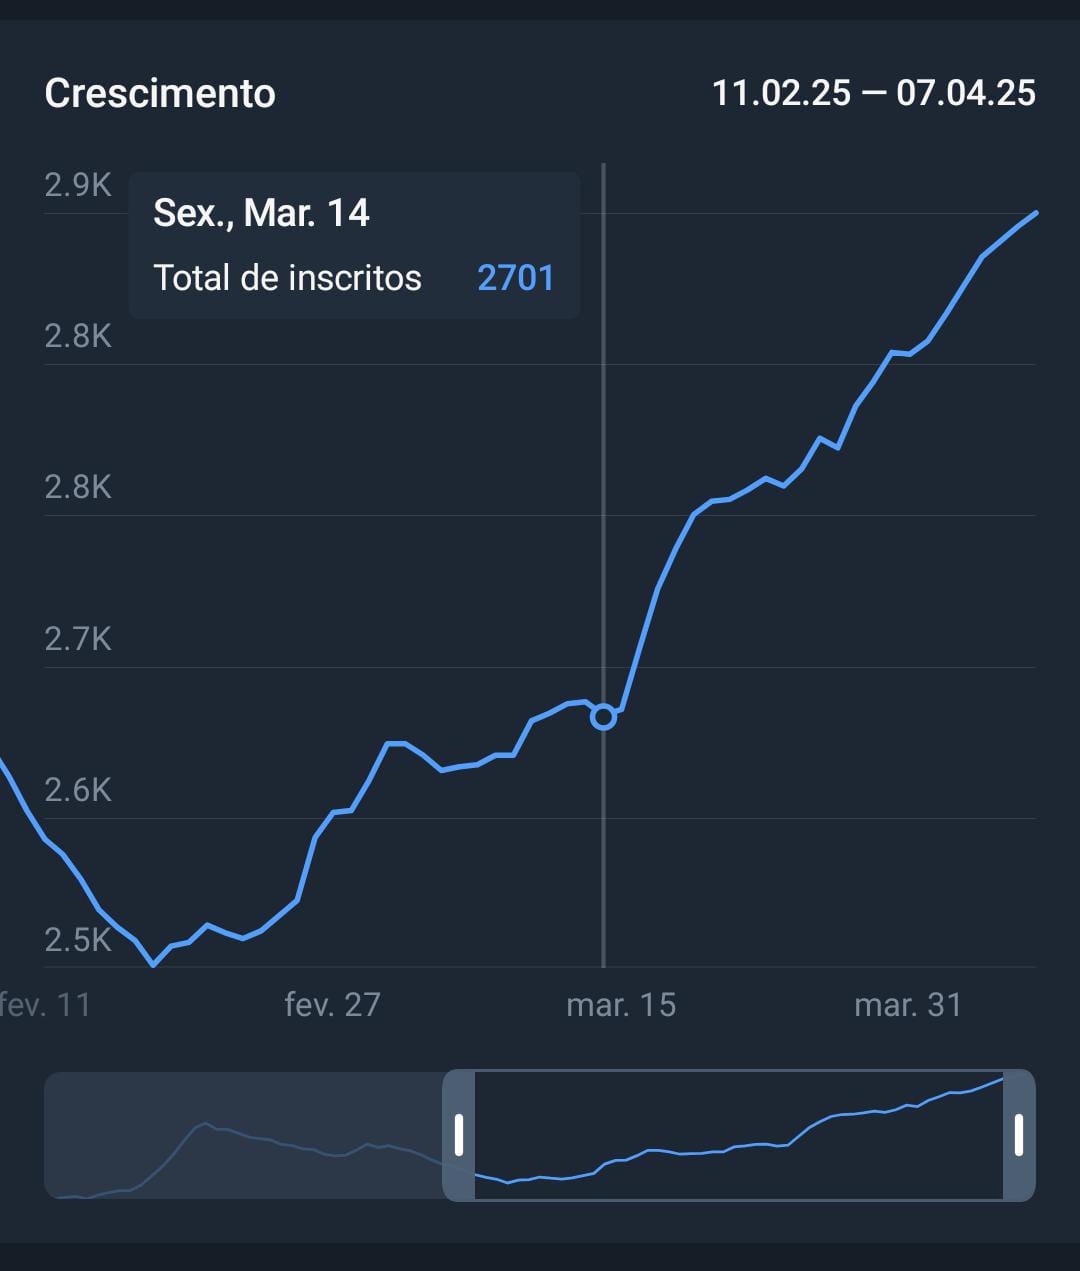 Crescimento
11.02.25 — 07.04.25
2.9K
Sex., Mar. 14
Total de inscritos 2701
2.8K
2.8K
2.7K
2.6K
2.5K
fev. 11
fev. 27
mar. 15
mar. 31